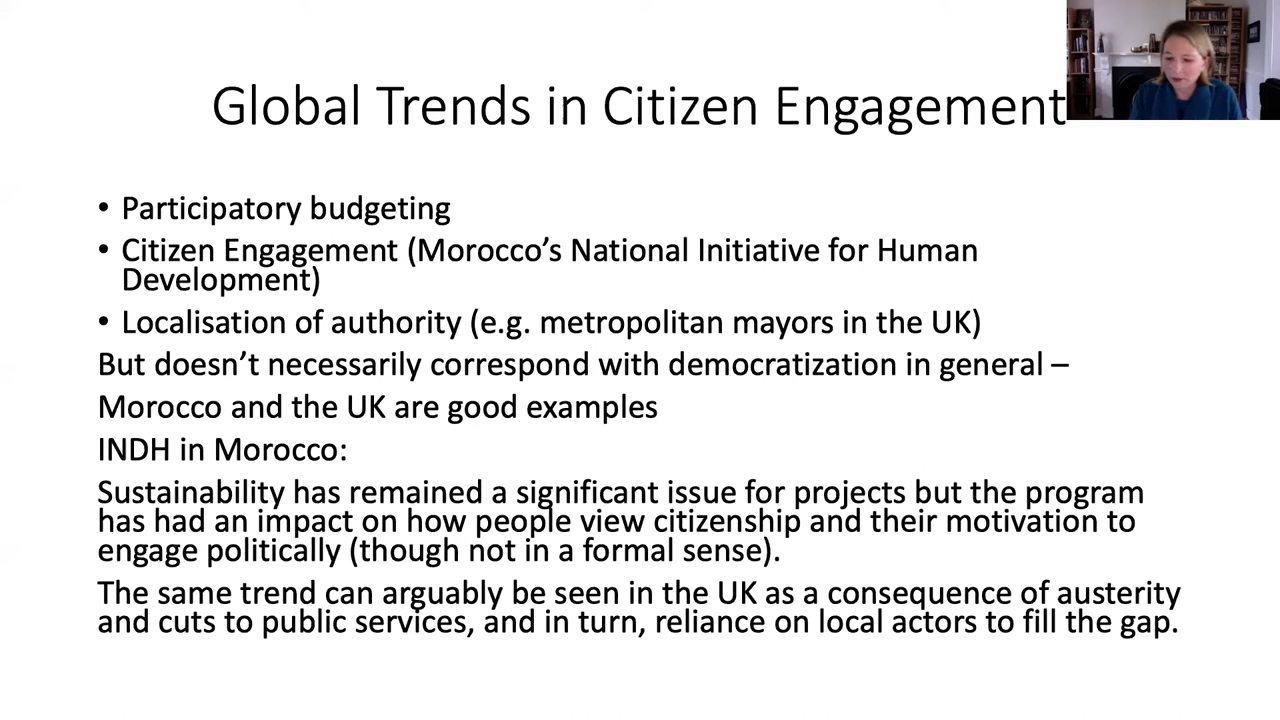 Global Trends in Citizen Engagement
• Participatory budgeting
• Citizen Engagement (Morocco’s National Initiative for Human
Development)
• Localisation of authority (e.g. metropolitan mayors in the UK)
But doesn’t necessarily correspond with democratization in general –
Morocco and the UK are good examples
INDH in Morocco:
Sustainability has remained a significant issue for projects but the program
has had an impact on how people view citizenship and their motivation to
engage politically (though not in a formal sense).
The same trend can arguably be seen in the UK as a consequence of austerity
and cuts to public services, and in turn, reliance on local actors to fill the gap.